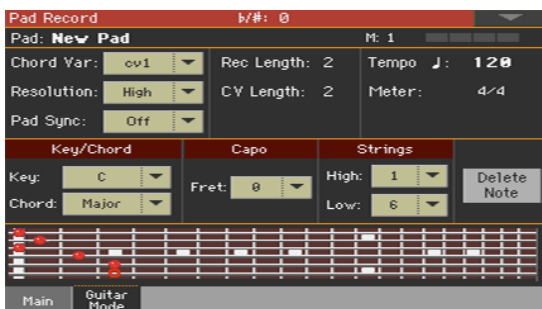 Pad Record b/#: 0
Pad: New Pad M: 1
Chord Var: cv1 Rec Length: 2 Tempo ♩: 120
Resolution: High CV Length: 2 Meter: 4/4
Pad Sync: Off
Key/Chord Capo Strings
Key: C Fret: 0 High: 1 Delete Note
Chord: Major Low: 6
Main Guitar Mode